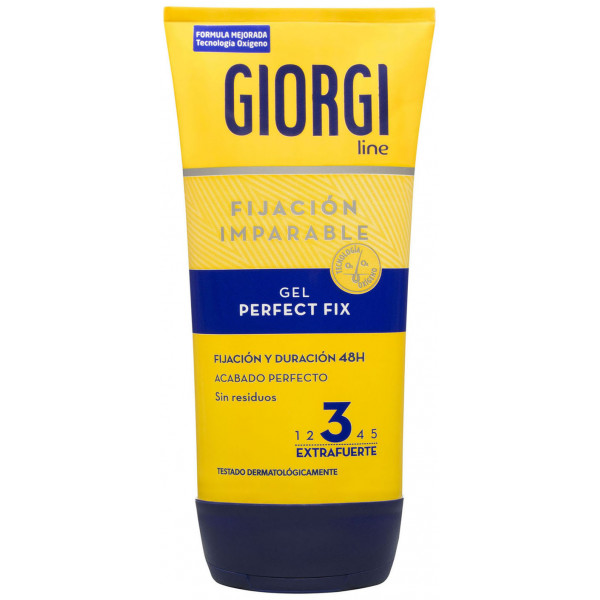 FORMULA MEJORADA
Tecnología Oxígeno
GIORGI
line
FIJACIÓN
IMPARABLE
TECNOLOGÍA
OXÍGENO
GEL
PERFECT FIX
FIJACIÓN Y DURACIÓN 48H
ACABADO PERFECTO
Sin residuos
1 2 3 4 5
EXTRAFUERTE
TESTADO DERMATOLÓGICAMENTE